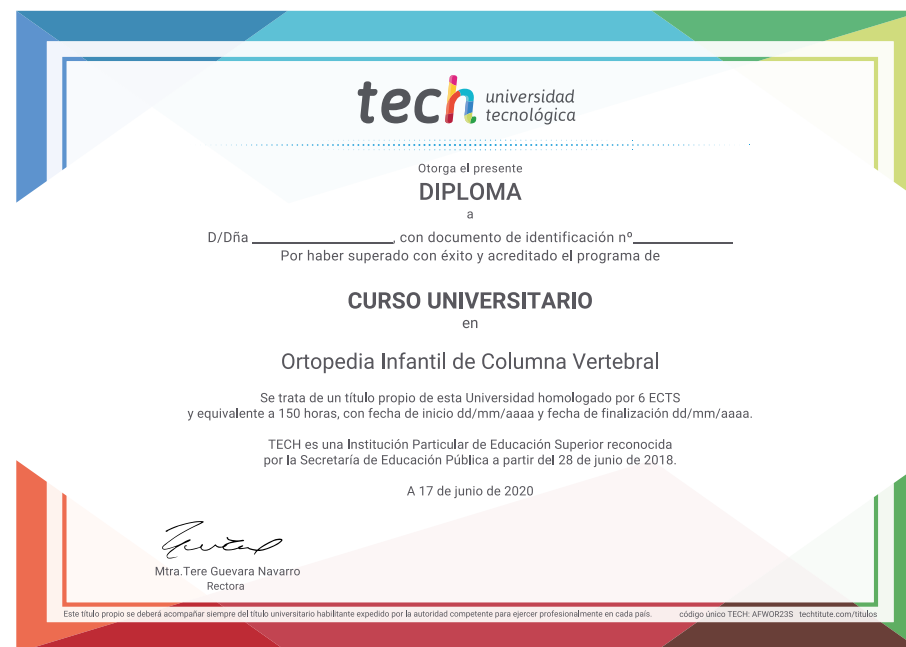 tech universidad
tecnológica
Otorga el presente
DIPLOMA
a
D/Dña ____________________, con documento de identificación nº______________
Por haber superado con éxito y acreditado el programa de
CURSO UNIVERSITARIO
en
Ortopedia Infantil de Columna Vertebral
Se trata de un título propio de esta Universidad homologado por 6 ECTS
y equivalente a 150 horas, con fecha de inicio dd/mm/aaaa y fecha de finalización dd/mm/aaaa.
TECH es una Institución Particular de Educación Superior reconocida
por la Secretaría de Educación Pública a partir del 28 de junio de 2018.
A 17 de junio de 2020
Mtra.Tere Guevara Navarro
Rectora
Este título propio se deberá acompañar siempre del título universitario habilitante expedido por la autoridad competente para ejercer profesionalmente en cada país. código único TECH: AFWOR23S techtitute.com/títulos